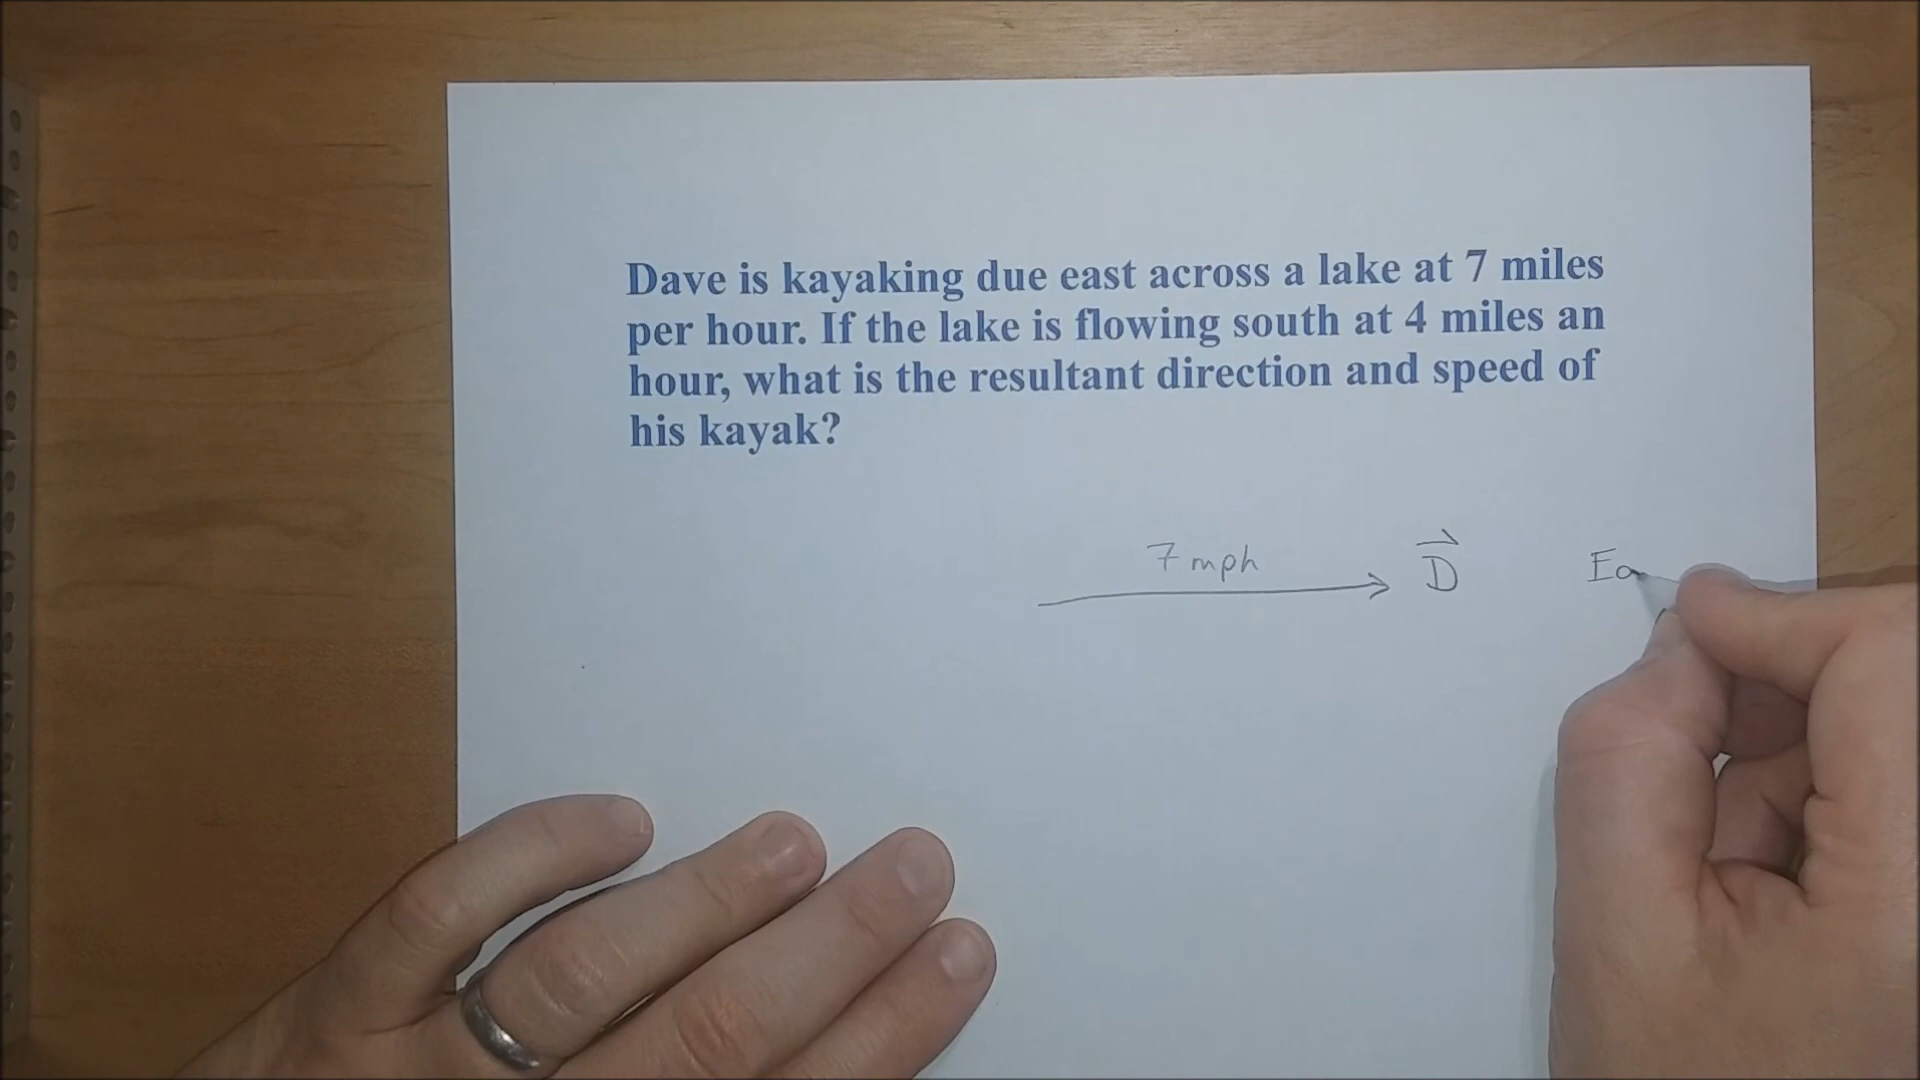 Dave is kayaking due east across a lake at 7 miles
per hour. If the lake is flowing south at 4 miles an
hour, what is the resultant direction and speed of
his kayak?
7 mph D Ea